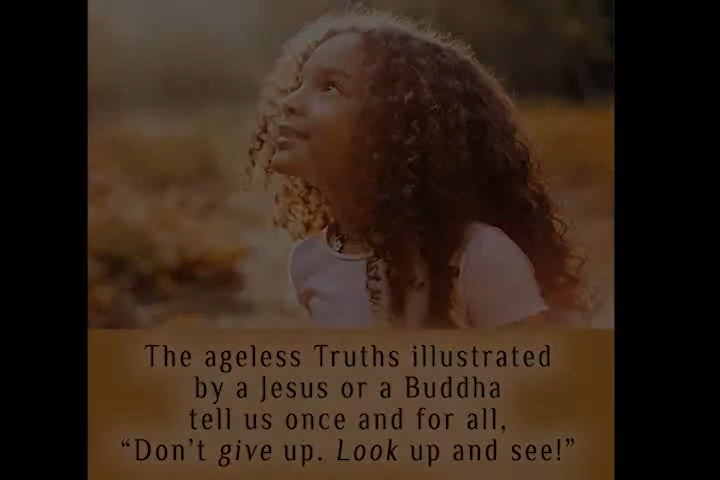 The ageless Truths illustrated
by a Jesus or a Buddha
tell us once and for all,
“Don’t give up. Look up and see!”